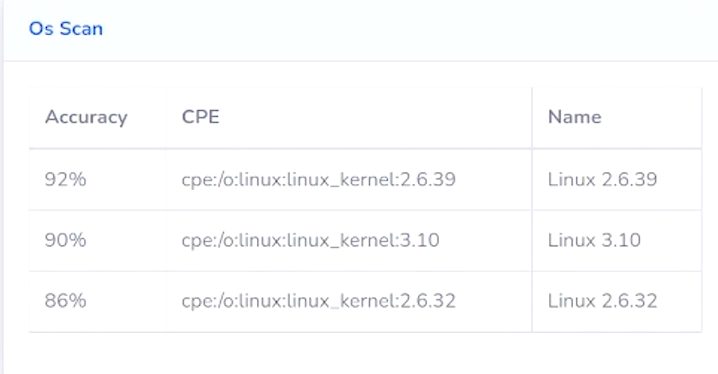 Os Scan
Accuracy CPE Name
92% cpe:/o:linux:linux_kernel:2.6.39 Linux 2.6.39
90% cpe:/o:linux:linux_kernel:3.10 Linux 3.10
86% cpe:/o:linux:linux_kernel:2.6.32 Linux 2.6.32